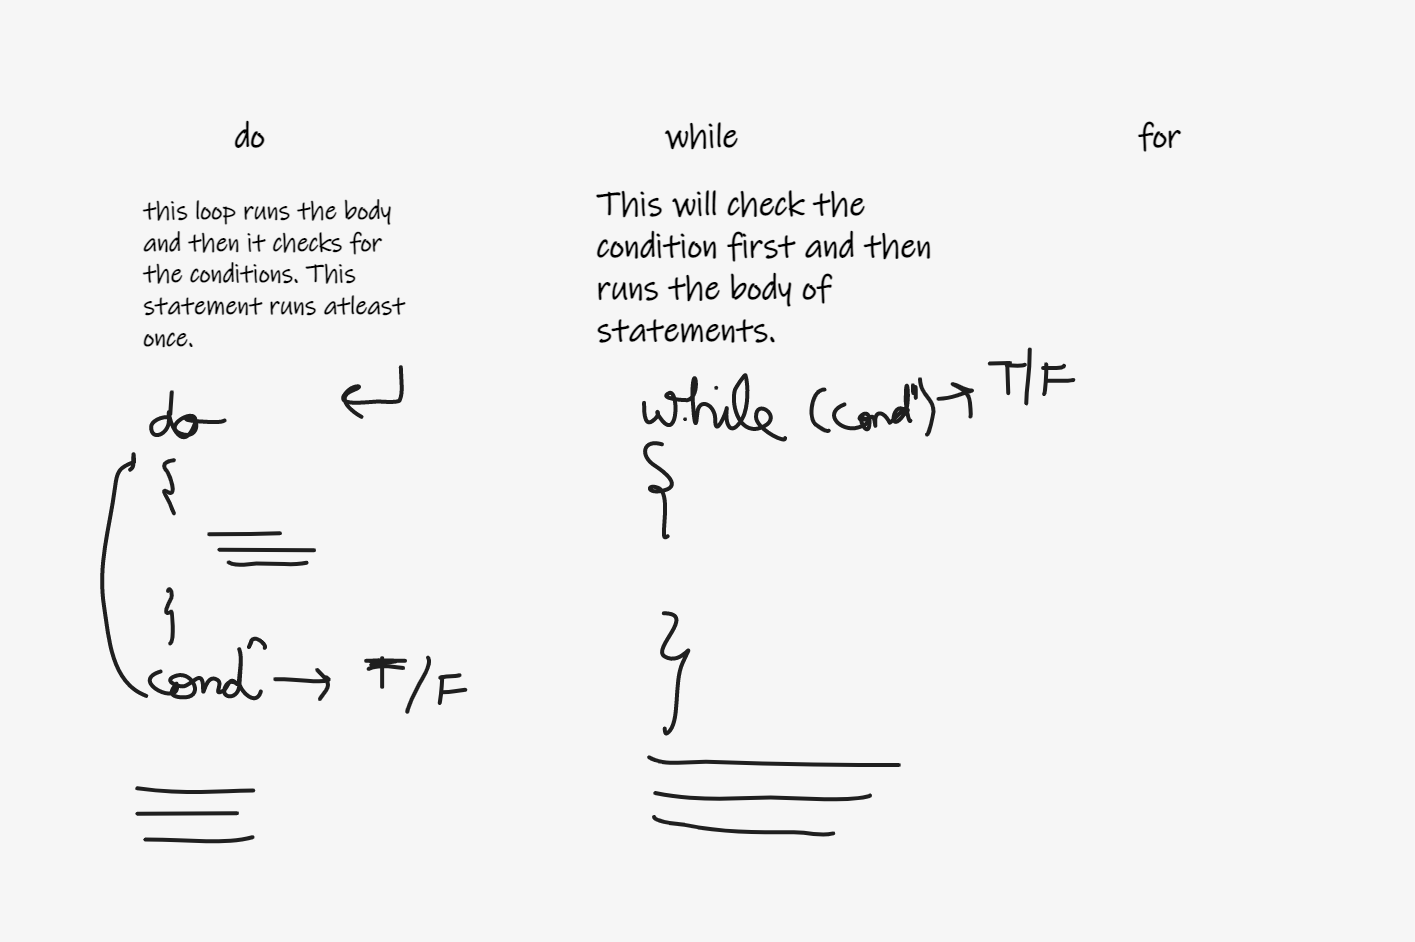 do
while
for
this loop runs the body
and then it checks for
the conditions. This
statement runs atleast
once.
This will check the
condition first and then
runs the body of
statements.
do
{
}
condn → T/F
while (condn) → T/F
{
}